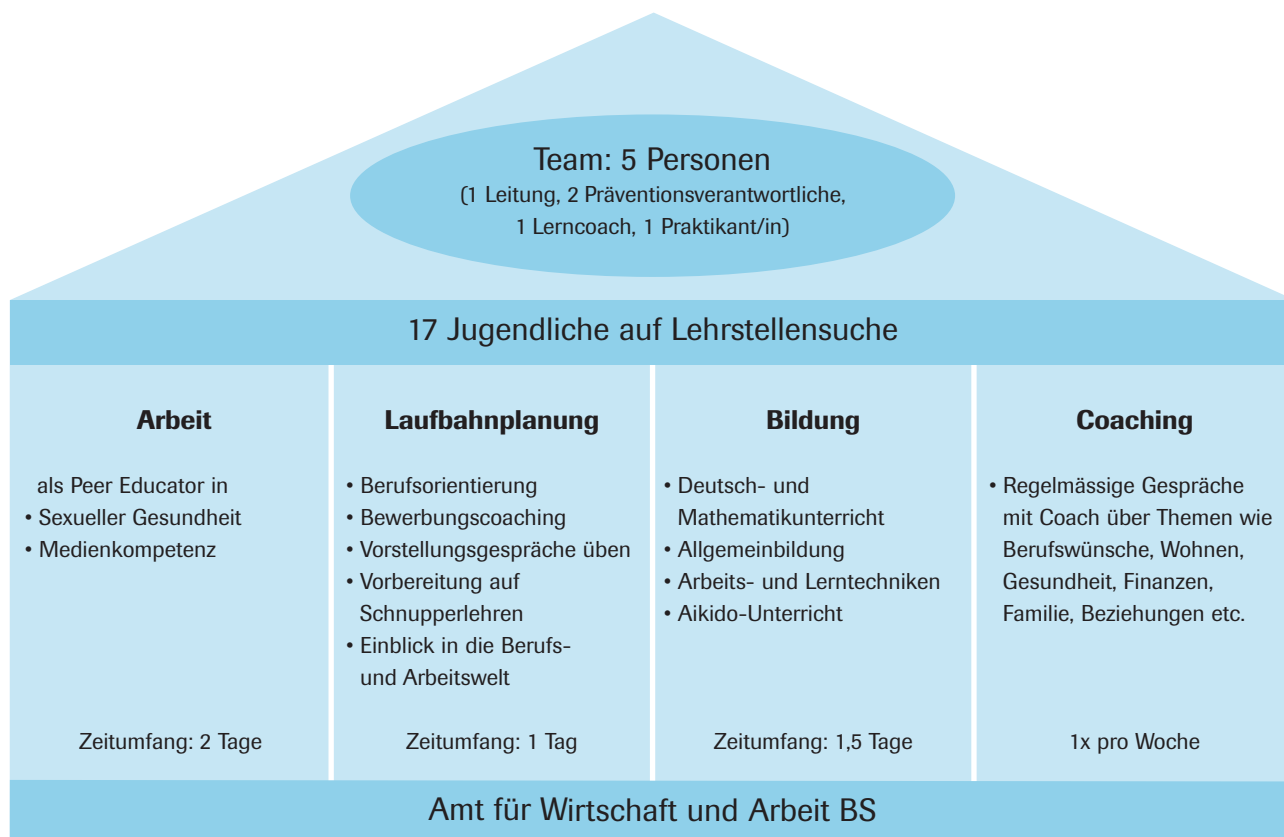 Team: 5 Personen
(1 Leitung, 2 Präventionsverantwortliche,
1 Lerncoach, 1 Praktikant/in)
17 Jugendliche auf Lehrstellensuche
Arbeit
als Peer Educator in
• Sexueller Gesundheit
• Medienkompetenz
Zeitumfang: 2 Tage
Laufbahnplanung
• Berufsorientierung
• Bewerbungscoaching
• Vorstellungsgespräche üben
• Vorbereitung auf
Schnupperlehren
• Einblick in die Berufs-
und Arbeitswelt
Zeitumfang: 1 Tag
Bildung
• Deutsch- und
Mathematikunterricht
• Allgemeinbildung
• Arbeits- und Lerntechniken
• Aikido-Unterricht
Zeitumfang: 1,5 Tage
Coaching
• Regelmässige Gespräche
mit Coach über Themen wie
Berufswünsche, Wohnen,
Gesundheit, Finanzen,
Familie, Beziehungen etc.
1x pro Woche
Amt für Wirtschaft und Arbeit BS